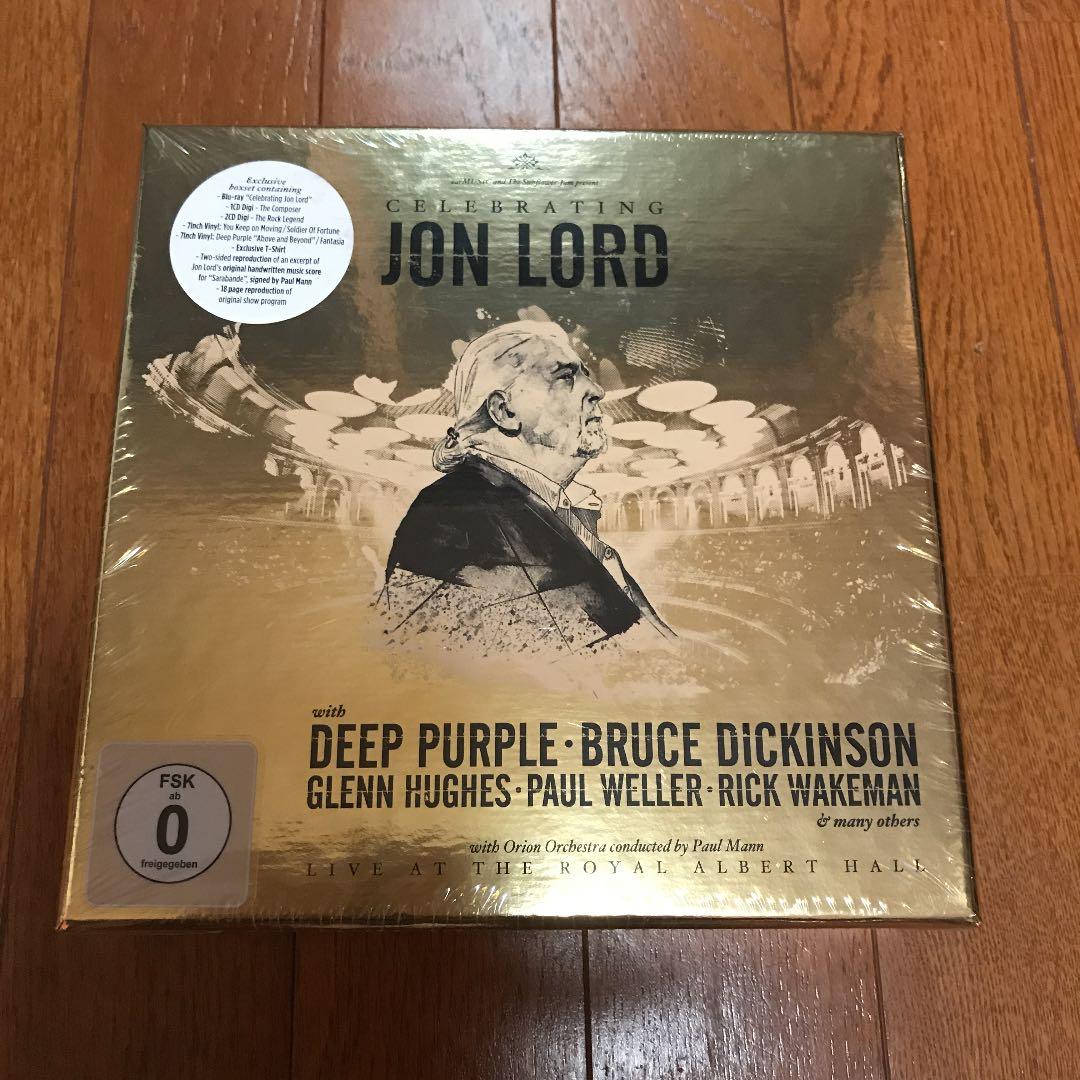 Exclusive
boxset containing
- Blu-ray "Celebrating Jon Lord"
- 1CD Digi - The Composer
- 2CD Digi - The Rock Legend
- 7inch Vinyl: You Keep on Moving / Soldier Of Fortune
- 7inch Vinyl: Deep Purple "Above and Beyond" / Fantasia
- Exclusive T-Shirt
- Two-sided reproduction of an excerpt of
Jon Lord's original handwritten music score
for "Sarabande", signed by Paul Mann
- 18 page reproduction of
original show program
earMUSIC and The Sunflower Jam present
CELEBRATING
JON LORD
with
DEEP PURPLE · BRUCE DICKINSON
GLENN HUGHES · PAUL WELLER · RICK WAKEMAN
& many others
with Orion Orchestra conducted by Paul Mann
LIVE AT THE ROYAL ALBERT HALL
FSK
ab
0
freigegeben